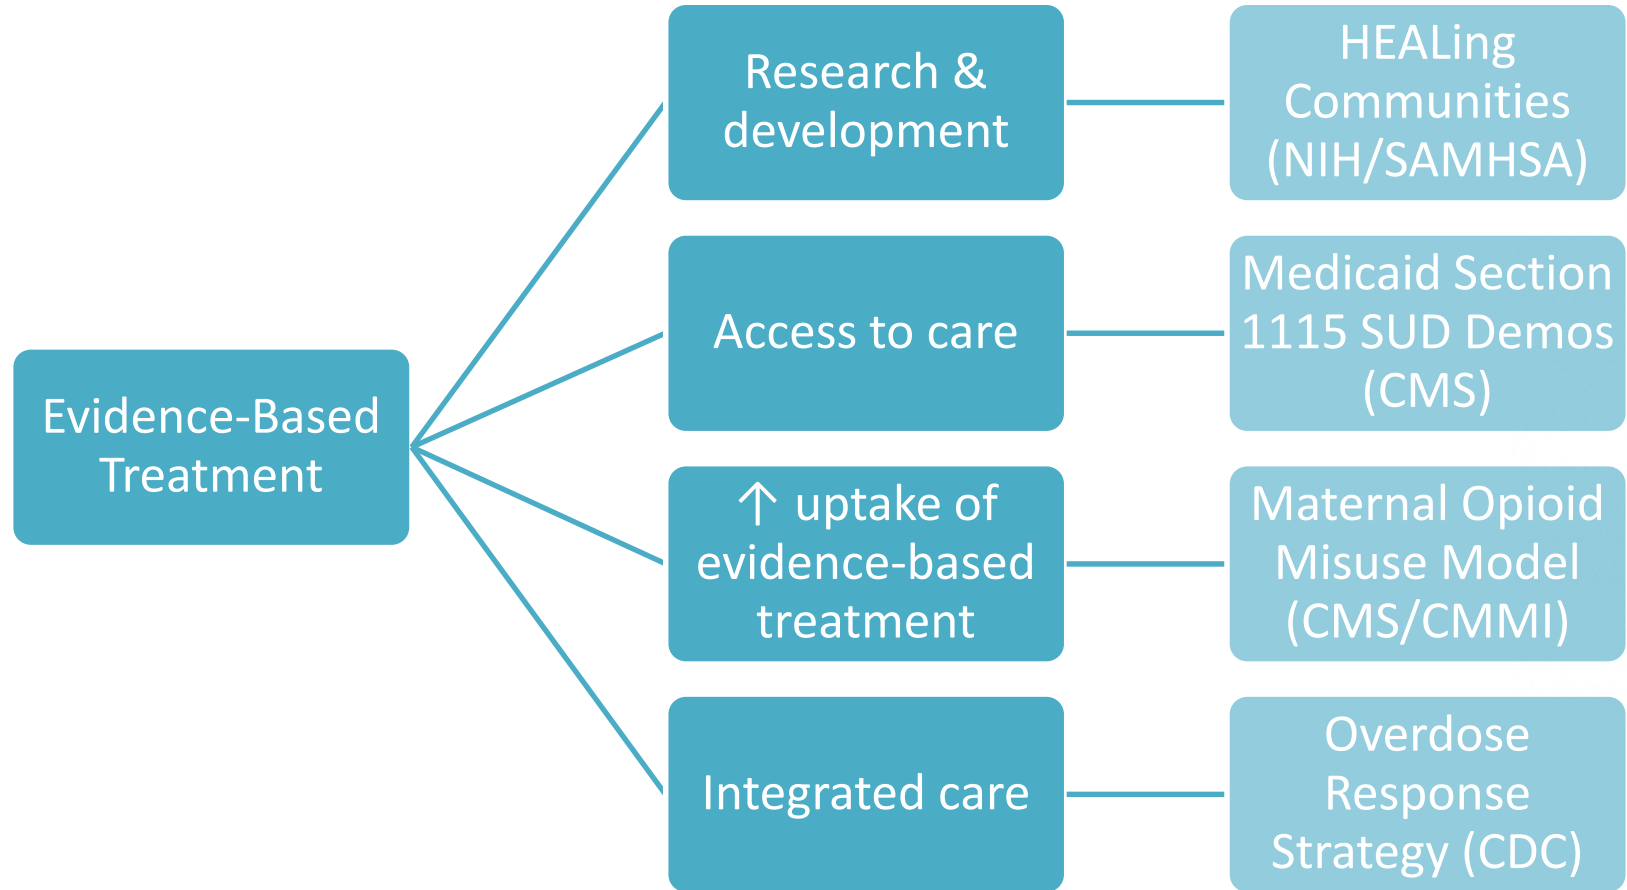 Evidence-Based
Treatment
Research &
development
HEALing
Communities
(NIH/SAMHSA)
Access to care
Medicaid Section
1115 SUD Demos
(CMS)
↑ uptake of
evidence-based
treatment
Maternal Opioid
Misuse Model
(CMS/CMMI)
Integrated care
Overdose
Response
Strategy (CDC)